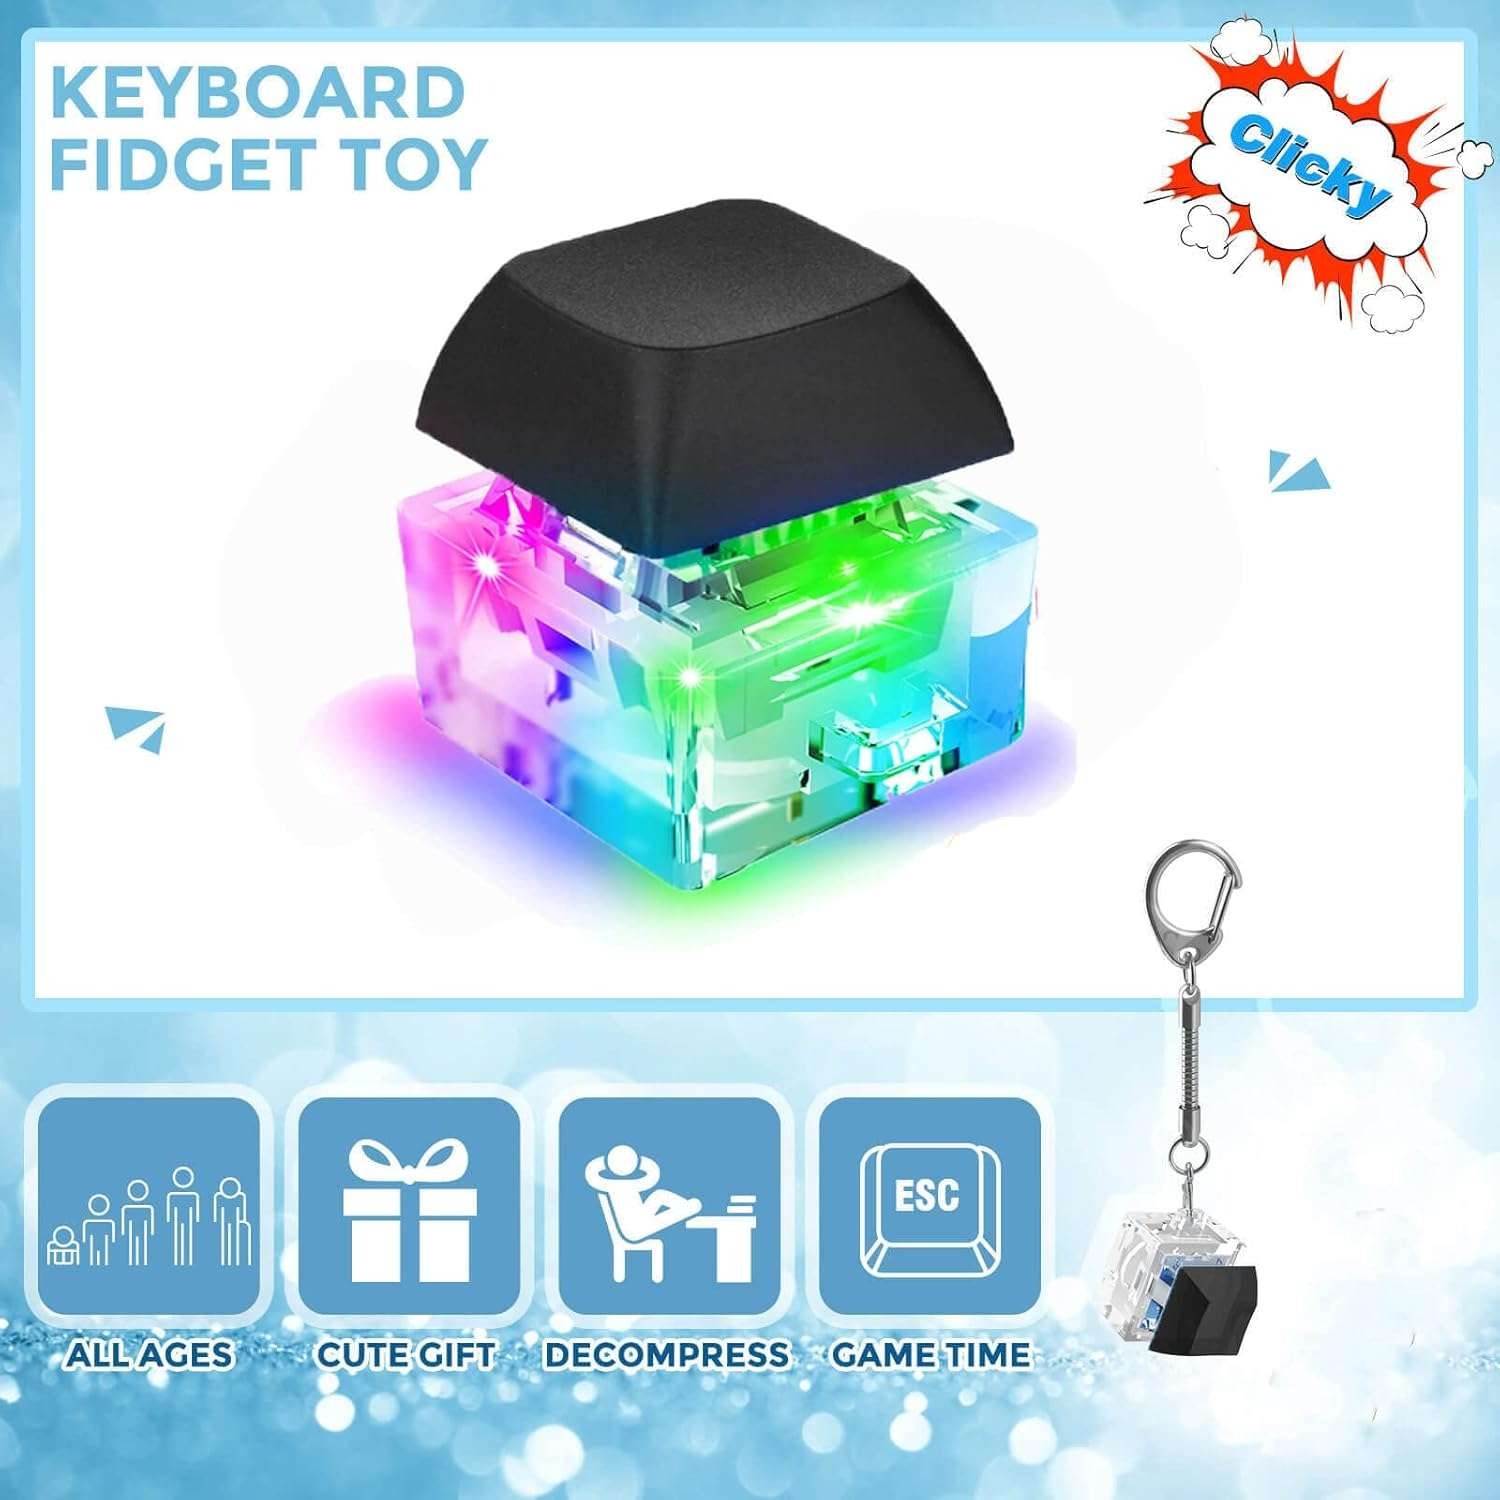 KEYBOARD
FIDGET TOY
Clicky
ESC
ALL AGES
CUTE GIFT
DECOMPRESS
GAME TIME